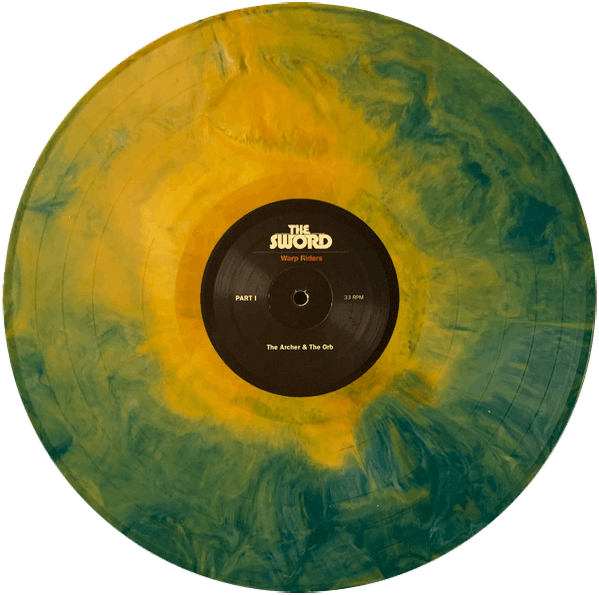 THE
SWORD
Warp Riders
PART I
33 RPM
The Archer & The Orb